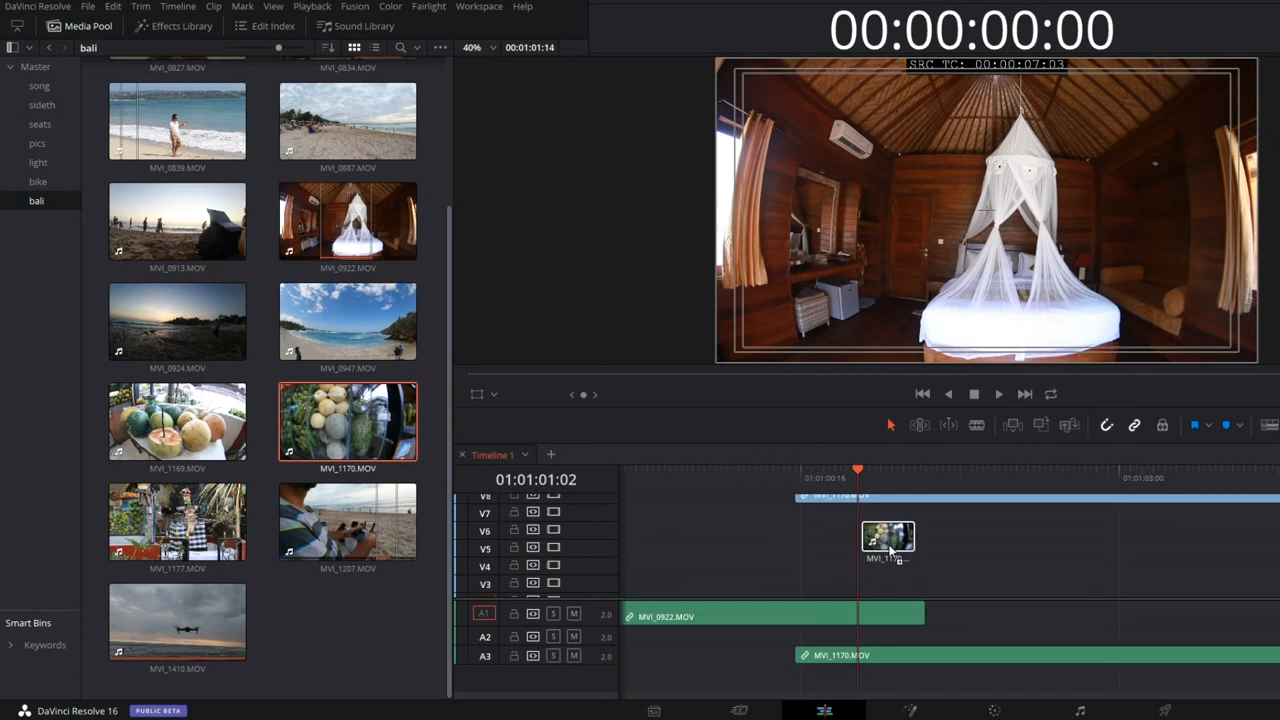 DaVinci Resolve File Edit Trim Timeline Clip Mark View Playback Fusion Color Fairlight Workspace Help
Media Pool Effects Library Edit Index Sound Library
00:00:00:00
bali
40% 00:01:01:14
SRC TC: 00:00:07:03
Master
song
sideth
seats
pics
light
bike
bali
MVI_0827.MOV MVI_0834.MOV
MVI_0839.MOV MVI_0887.MOV
MVI_0913.MOV MVI_0922.MOV
MVI_0924.MOV MVI_0947.MOV
MVI_1169.MOV MVI_1170.MOV
MVI_1177.MOV MVI_1207.MOV
MVI_1410.MOV
Smart Bins
Keywords
Timeline 1
01:01:01:02
01:01:00:16 01:01:03:00
V8 MVI_1170.MOV
V7
V6
V5
V4
V3
MVI_1170...
A1 S M 2.0 MVI_0922.MOV
A2 S M
A3 S M 2.0 MVI_1170.MOV
DaVinci Resolve 16 PUBLIC BETA